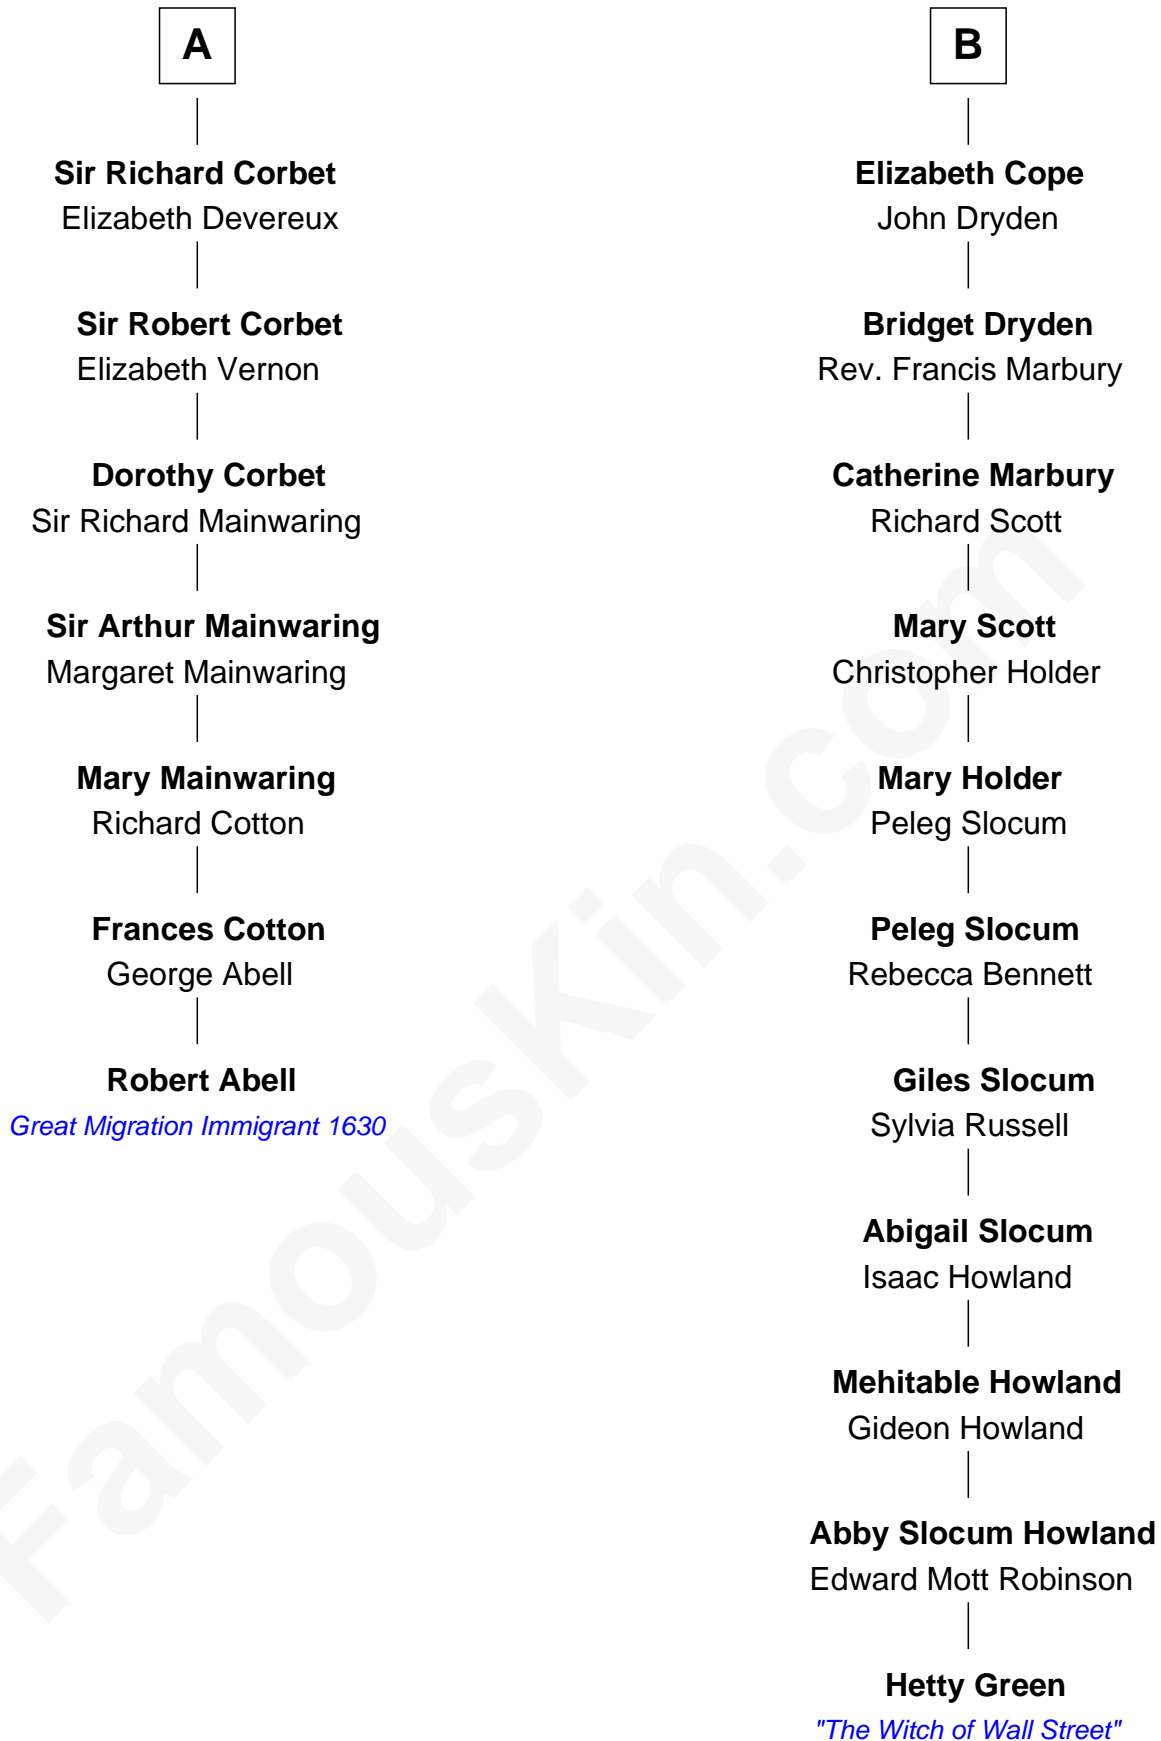 A
Sir Richard Corbet
Elizabeth Devereux
Sir Robert Corbet
Elizabeth Vernon
Dorothy Corbet
Sir Richard Mainwaring
Sir Arthur Mainwaring
Margaret Mainwaring
Mary Mainwaring
Richard Cotton
Frances Cotton
George Abell
Robert Abell
Great Migration Immigrant 1630
B
Elizabeth Cope
John Dryden
Bridget Dryden
Rev. Francis Marbury
Catherine Marbury
Richard Scott
Mary Scott
Christopher Holder
Mary Holder
Peleg Slocum
Peleg Slocum
Rebecca Bennett
Giles Slocum
Sylvia Russell
Abigail Slocum
Isaac Howland
Mehitable Howland
Gideon Howland
Abby Slocum Howland
Edward Mott Robinson
Hetty Green
"The Witch of Wall Street"
FamousKin.com